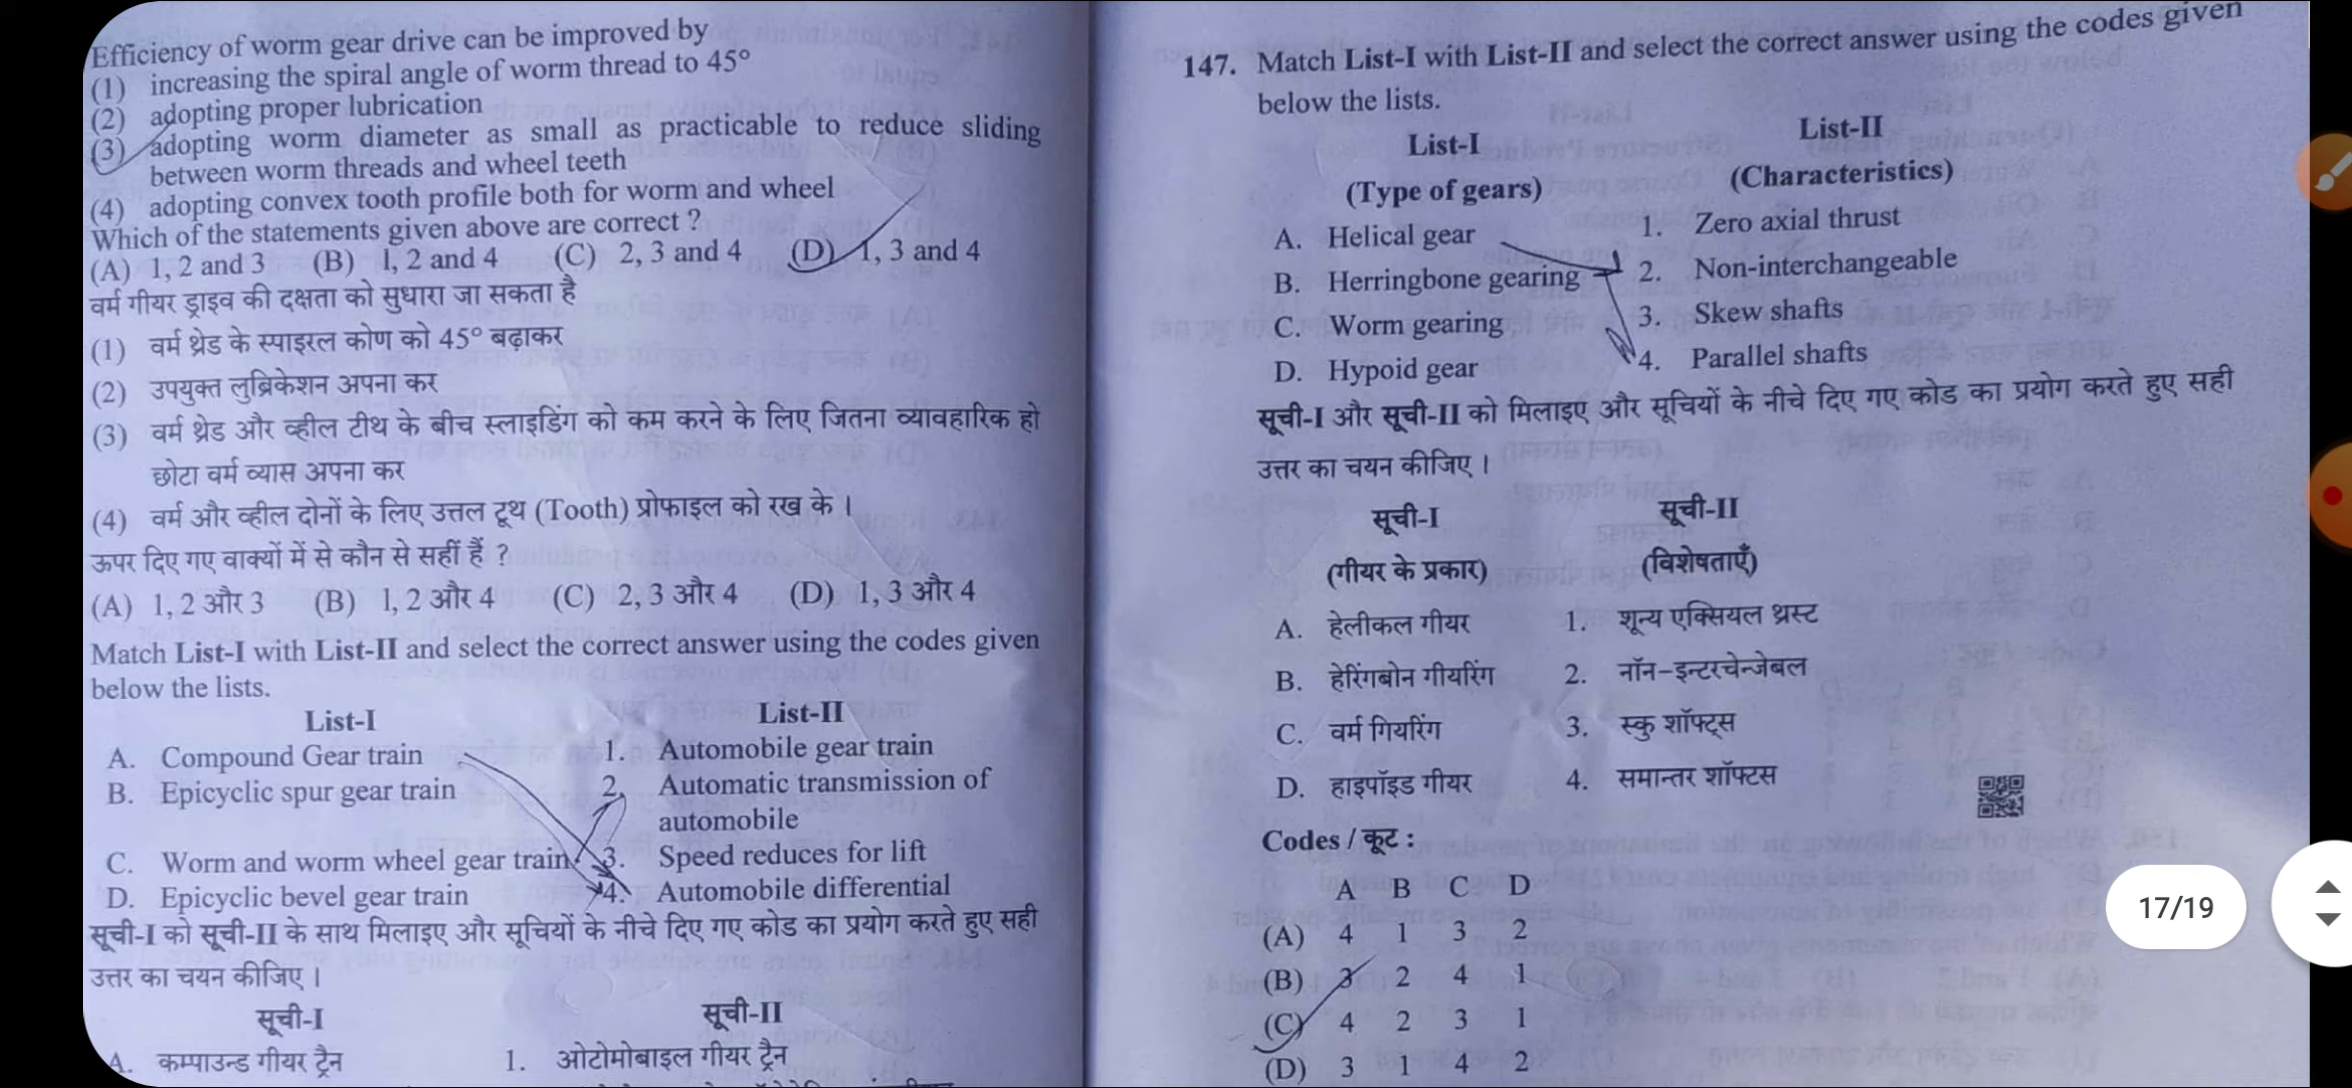 Efficiency of worm gear drive can be improved by
(1) increasing the spiral angle of worm thread to 45°
(2) adopting proper lubrication
(3) adopting worm diameter as small as practicable to reduce sliding
between worm threads and wheel teeth
(4) adopting convex tooth profile both for worm and wheel
Which of the statements given above are correct ?
(A) 1, 2 and 3 (B) 1, 2 and 4 (C) 2, 3 and 4 (D) 1, 3 and 4
वर्म गीयर ड्राइव की दक्षता को सुधारा जा सकता है
(1) वर्म थ्रेड के स्पाइरल कोण को 45° बढ़ाकर
(2) उपयुक्त लुब्रिकेशन अपना कर
(3) वर्म थ्रेड और व्हील टीथ के बीच स्लाइडिंग को कम करने के लिए जितना व्यावहारिक हो
छोटा वर्म व्यास अपना कर
(4) वर्म और व्हील दोनों के लिए उत्तल टूथ (Tooth) प्रोफाइल को रख के ।
ऊपर दिए गए वाक्यों में से कौन से सहीं हैं ?
(A) 1, 2 और 3 (B) 1, 2 और 4 (C) 2, 3 और 4 (D) 1, 3 और 4
Match List-I with List-II and select the correct answer using the codes given
below the lists.
List-I List-II
A. Compound Gear train 1. Automobile gear train
B. Epicyclic spur gear train 2. Automatic transmission of
automobile
C. Worm and worm wheel gear train 3. Speed reduces for lift
D. Epicyclic bevel gear train 4. Automobile differential
सूची-I को सूची-II के साथ मिलाइए और सूचियों के नीचे दिए गए कोड का प्रयोग करते हुए सही
उत्तर का चयन कीजिए ।
सूची-I सूची-II
A. कम्पाउन्ड गीयर ट्रैन 1. ओटोमोबाइल गीयर ट्रैन
147. Match List-I with List-II and select the correct answer using the codes given
below the lists.
List-I List-II
(Type of gears) (Characteristics)
A. Helical gear 1. Zero axial thrust
B. Herringbone gearing 2. Non-interchangeable
C. Worm gearing 3. Skew shafts
D. Hypoid gear 4. Parallel shafts
सूची-I और सूची-II को मिलाइए और सूचियों के नीचे दिए गए कोड का प्रयोग करते हुए सही
उत्तर का चयन कीजिए ।
सूची-I सूची-II
(गीयर के प्रकार) (विशेषताएँ)
A. हेलीकल गीयर 1. शून्य एक्सियल थ्रस्ट
B. हेरिंगबोन गीयरिंग 2. नॉन-इन्टरचेन्जेबल
C. वर्म गियरिंग 3. स्कु शॉफ्ट्स
D. हाइपॉइड गीयर 4. समान्तर शॉफ्टस
Codes / कूट :
A B C D
(A) 4 1 3 2
(B) 3 2 4 1
(C) 4 2 3 1
(D) 3 1 4 2
17/19